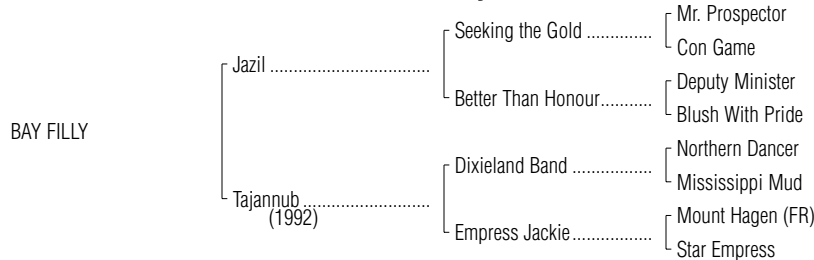 Mr. Prospector
Seeking the Gold ..............
Con Game
Jazil ..................................
Deputy Minister
Better Than Honour...........
Blush With Pride
BAY FILLY
Northern Dancer
Dixieland Band .................
Mississippi Mud
Tajannub ...........................
(1992)
Mount Hagen (FR)
Empress Jackie.................
Star Empress